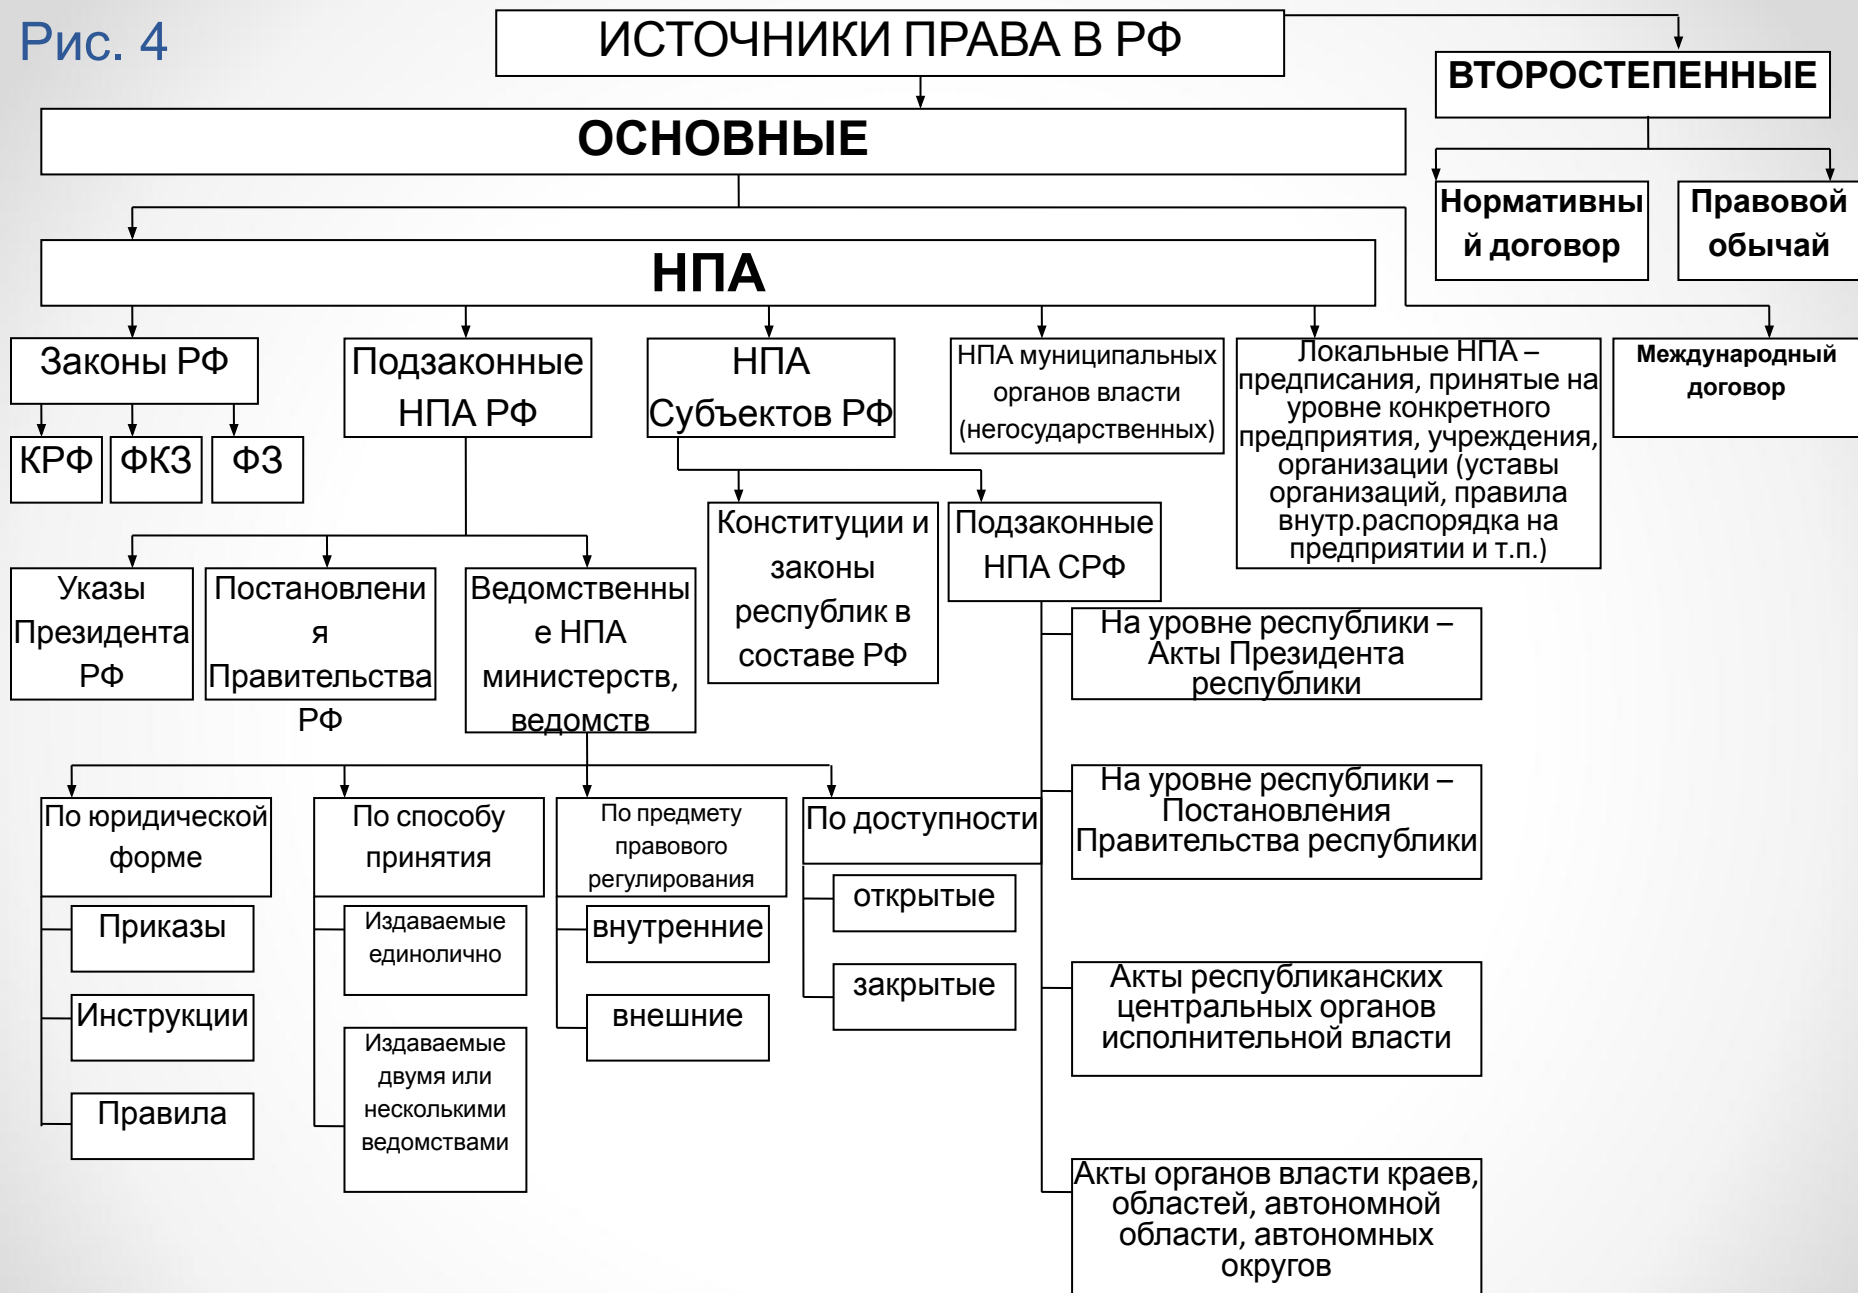 Рис. 4
ИСТОЧНИКИ ПРАВА В РФ
ВТОРОСТЕПЕННЫЕ
ОСНОВНЫЕ
Нормативны
й договор
Правовой
обычай
НПА
Законы РФ
Подзаконные
НПА РФ
НПА
Субъектов РФ
НПА муниципальных
органов власти
(негосударственных)
Локальные НПА –
предписания, принятые на
уровне конкретного
предприятия, учреждения,
организации (уставы
организаций, правила
внутр.распорядка на
предприятии и т.п.)
Международный
договор
КРФ
ФКЗ
ФЗ
Конституции и
законы
республик в
составе РФ
Подзаконные
НПА СРФ
Указы
Президента
РФ
Постановлени
я
Правительства
РФ
Ведомственны
е НПА
министерств,
ведомств
На уровне республики –
Акты Президента
республики
На уровне республики –
Постановления
Правительства республики
Акты республиканских
центральных органов
исполнительной власти
Акты органов власти краев,
областей, автономной
области, автономных
округов
По юридической
форме
Приказы
Инструкции
Правила
По способу
принятия
Издаваемые
единолично
Издаваемые
двумя или
несколькими
ведомствами
По предмету
правового
регулирования
внутренние
внешние
По доступности
открытые
закрытые